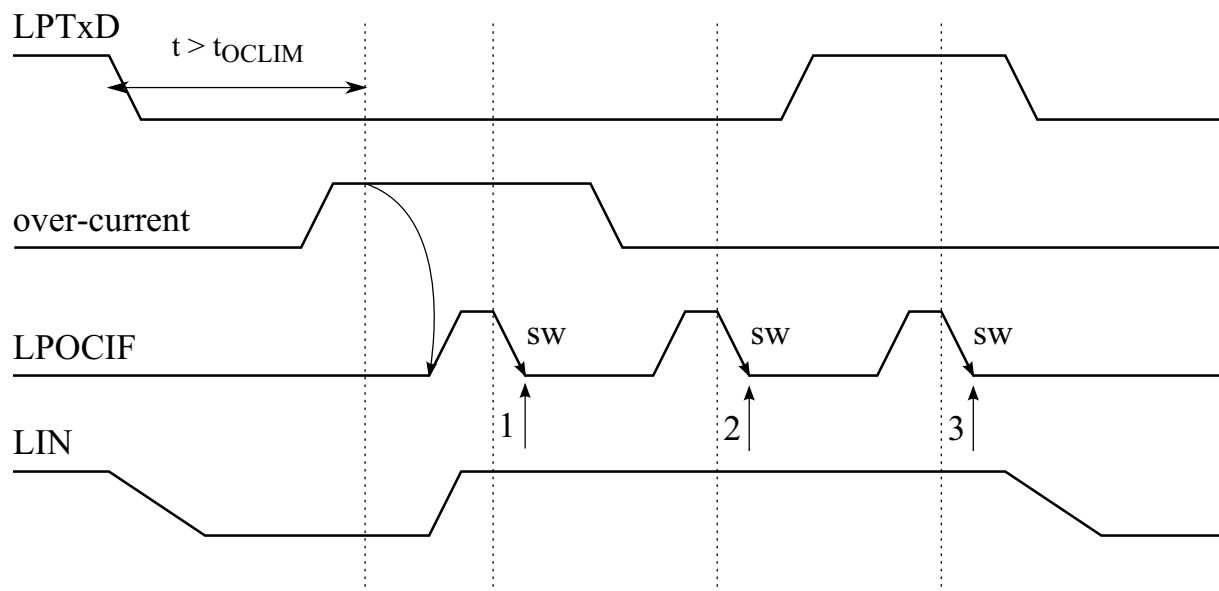 LPTxD
t > tOCLIM
over-current
LPOCIF
sw
sw
sw
1
2
3
LIN